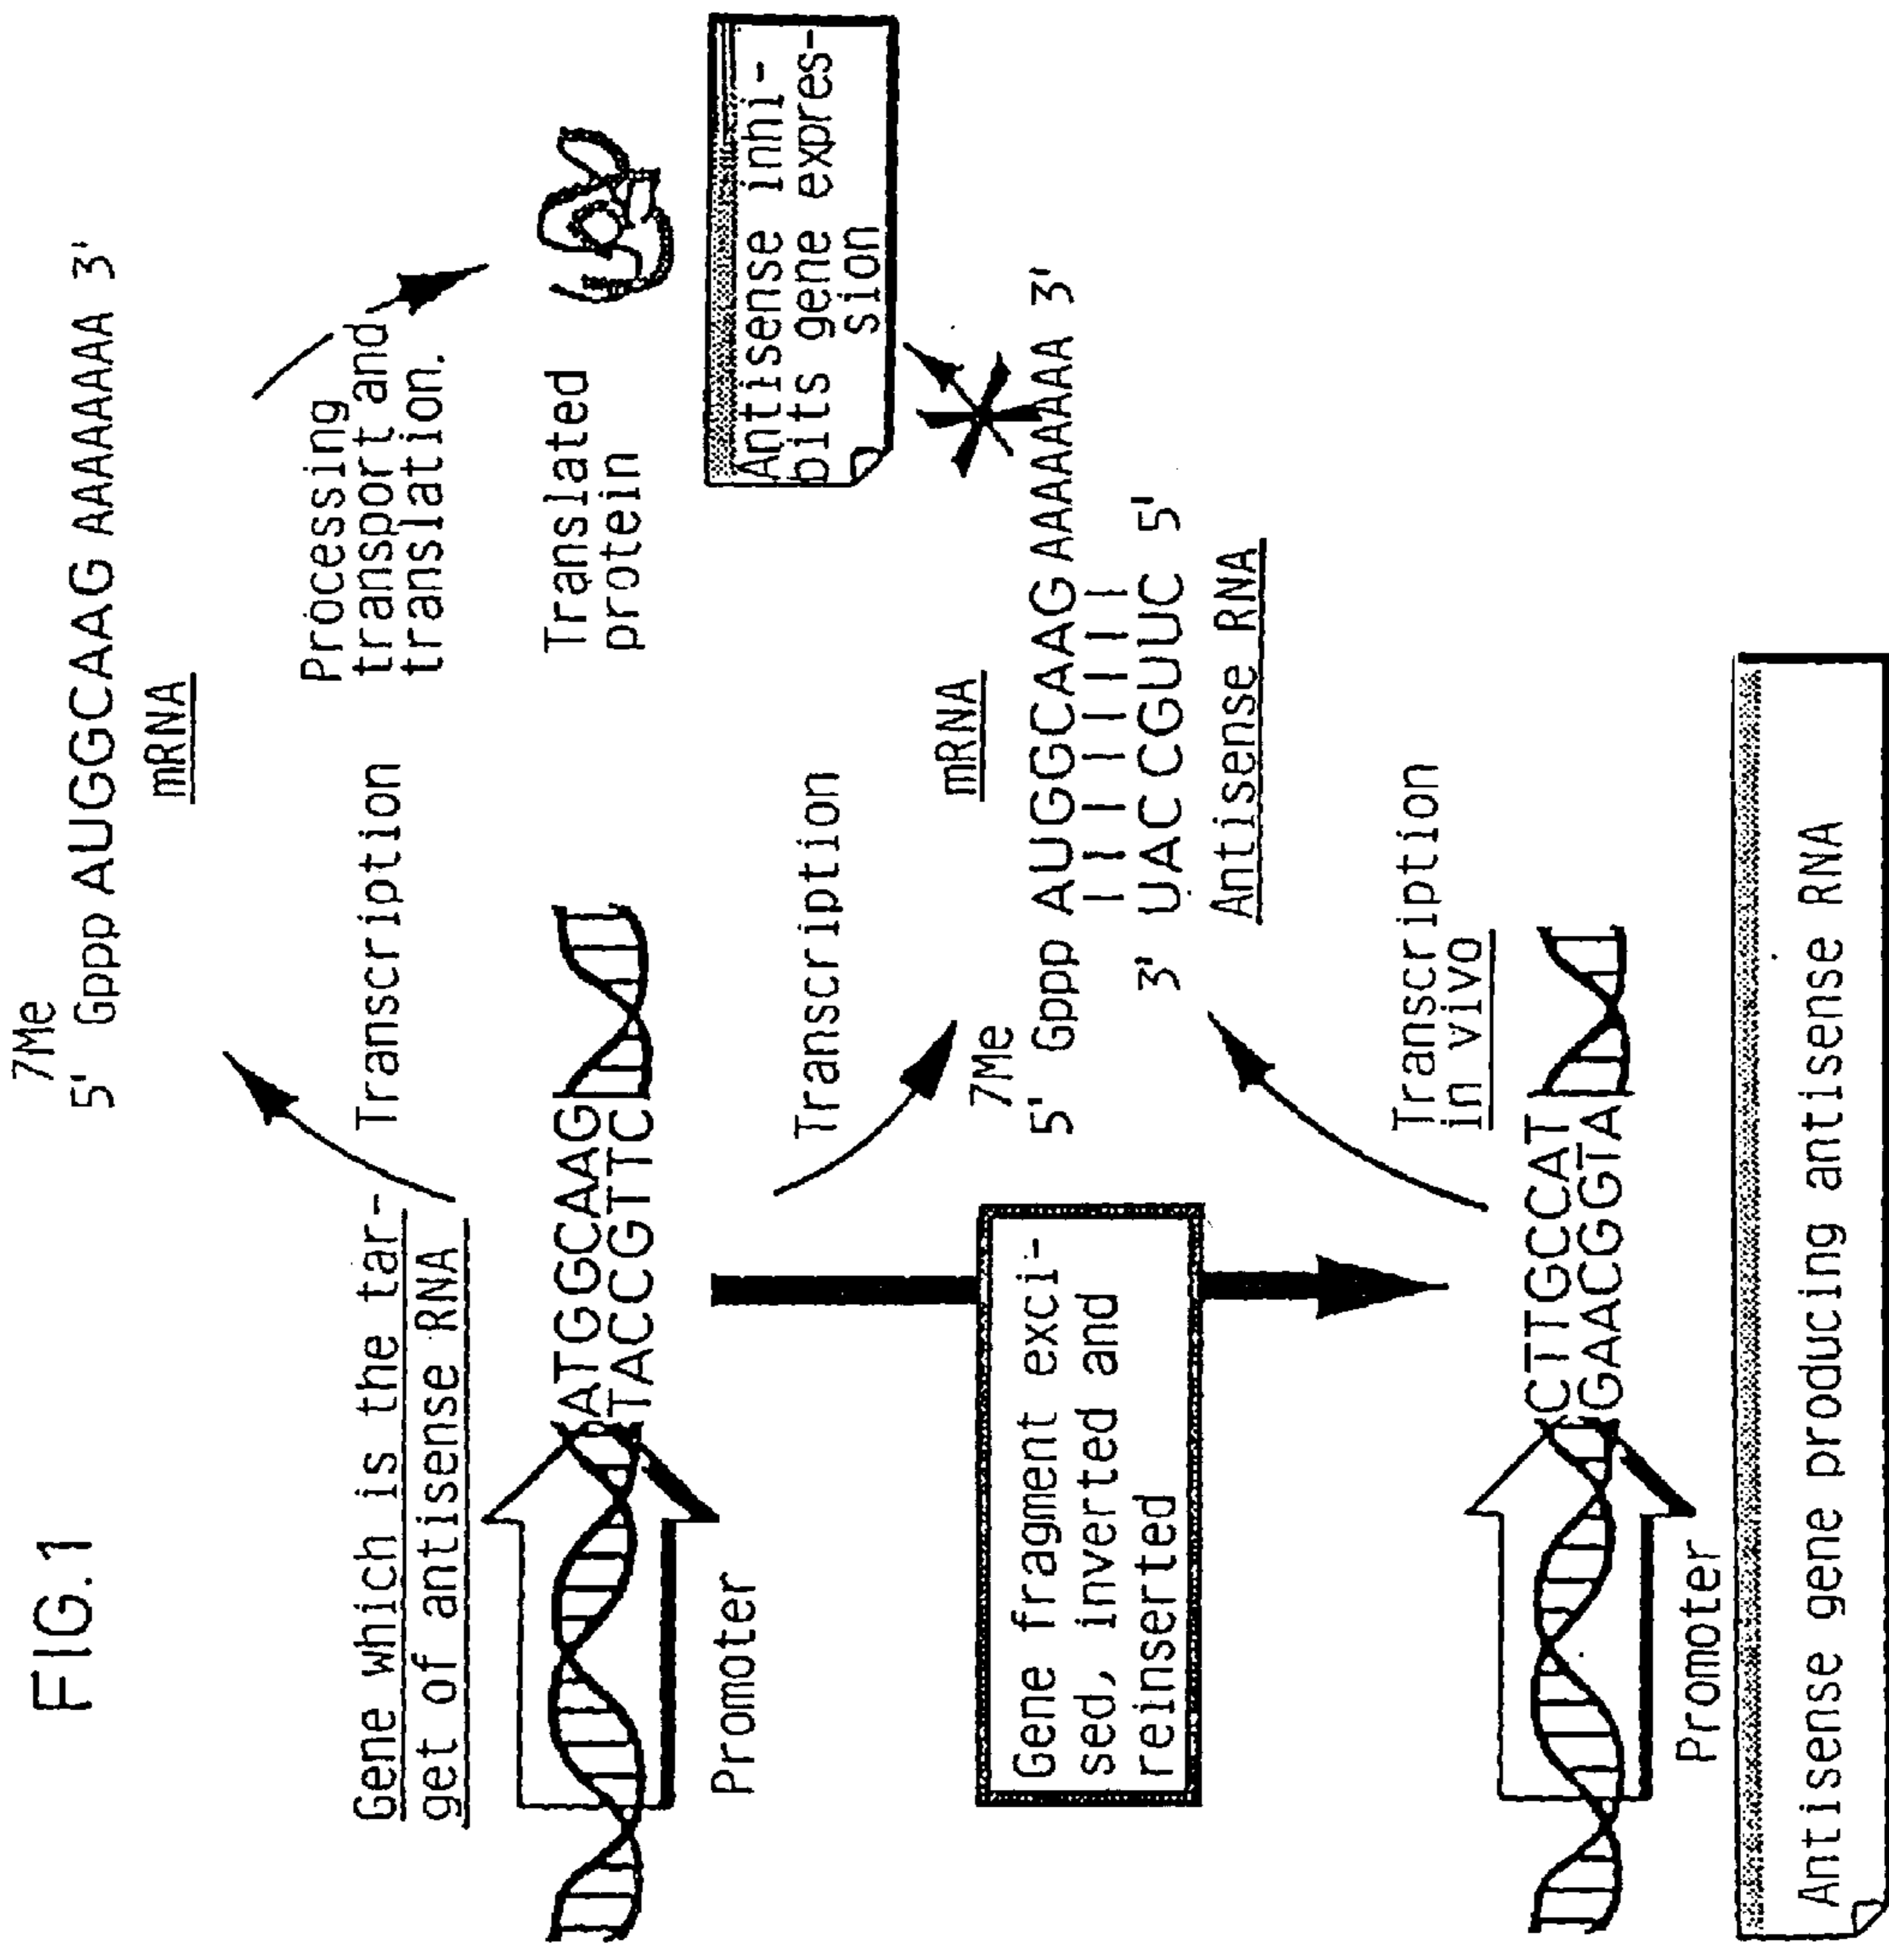 FIG.1
7Me
5' Gppp AUGGCAAG AAAAAAA 3'
mRNA
Gene which is the tar-
get of antisense RNA
Transcription
Processing
transport and
translation.
ATGGCAAG
TACCGTTC
Translated
protein
Promoter
Antisense inhi-
bits gene expres-
sion
Transcription
mRNA
Gene fragment exci-
sed, inverted and
reinserted
7Me
5' Gppp AUGGCAAG AAAAAAA 3'
3' UACCGUUC 5'
Antisense RNA
Transcription
in vivo
CTTGCCAT
GAACGGTA
Promoter
Antisense gene producing antisense RNA